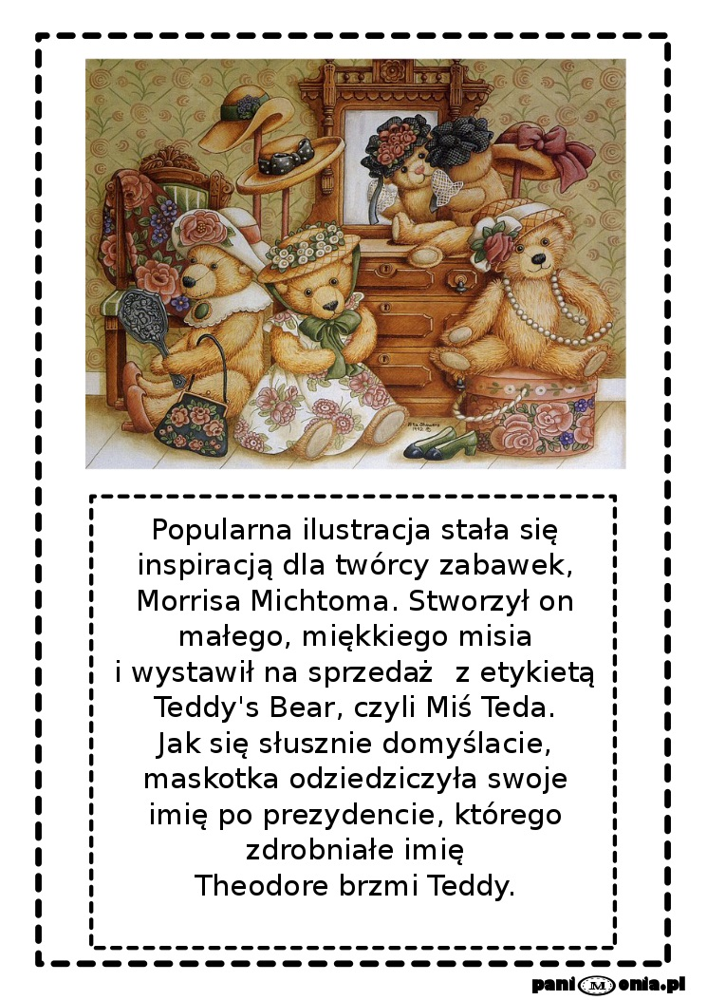 1992 ©
Popularna ilustracja stała się
inspiracją dla twórcy zabawek,
Morrisa Michtoma. Stworzył on
małego, miękkiego misia
i wystawił na sprzedaż  z etykietą
Teddy's Bear, czyli Miś Teda.
Jak się słusznie domyślacie,
maskotka odziedziczyła swoje
imię po prezydencie, którego
zdrobniałe imię
Theodore brzmi Teddy.
pani M onia.pl